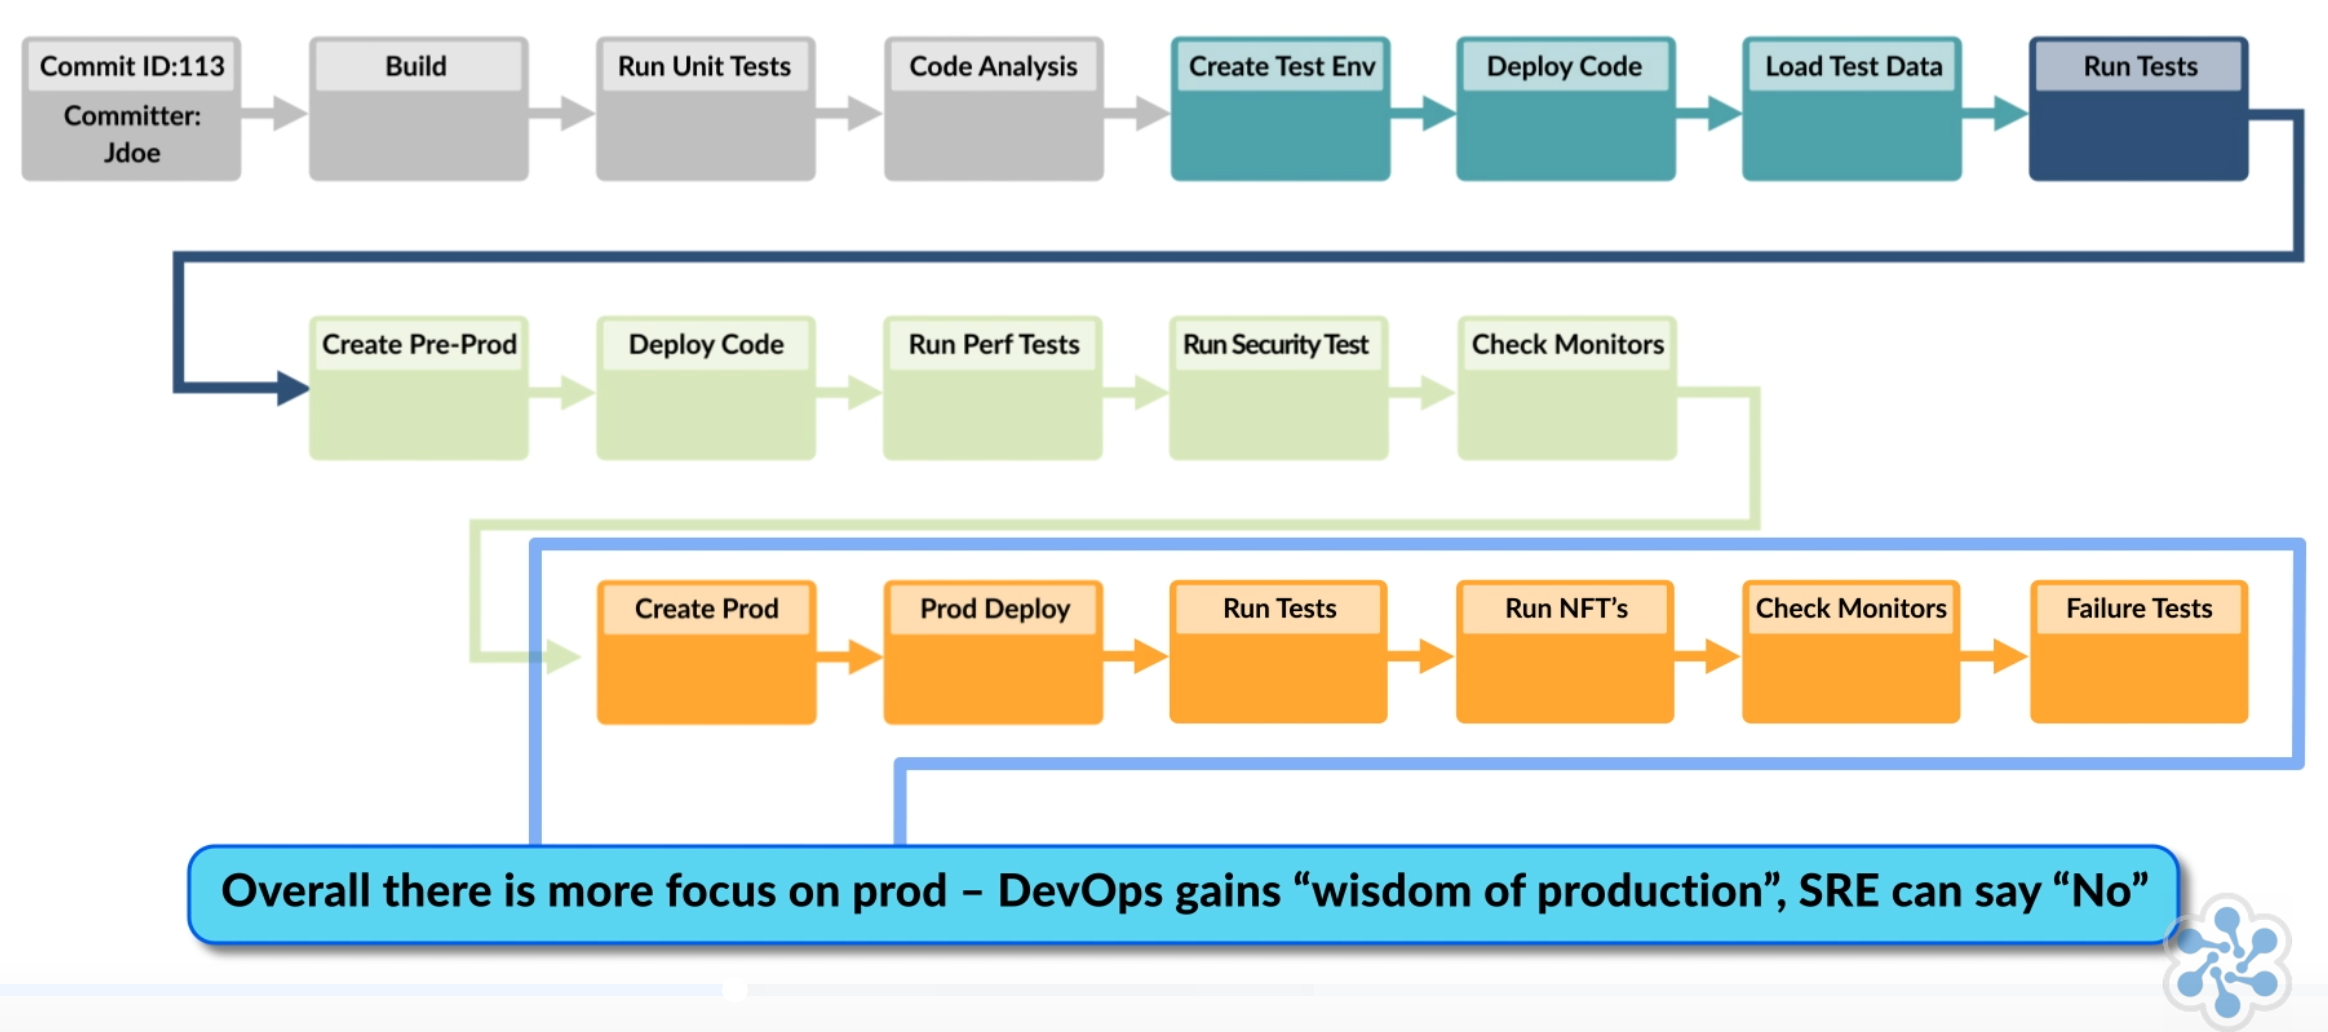 Commit ID:113
Committer:
Jdoe
Build
Run Unit Tests
Code Analysis
Create Test Env
Deploy Code
Load Test Data
Run Tests
Create Pre-Prod
Deploy Code
Run Perf Tests
Run Security Test
Check Monitors
Create Prod
Prod Deploy
Run Tests
Run NFT’s
Check Monitors
Failure Tests
Overall there is more focus on prod – DevOps gains “wisdom of production”, SRE can say “No”